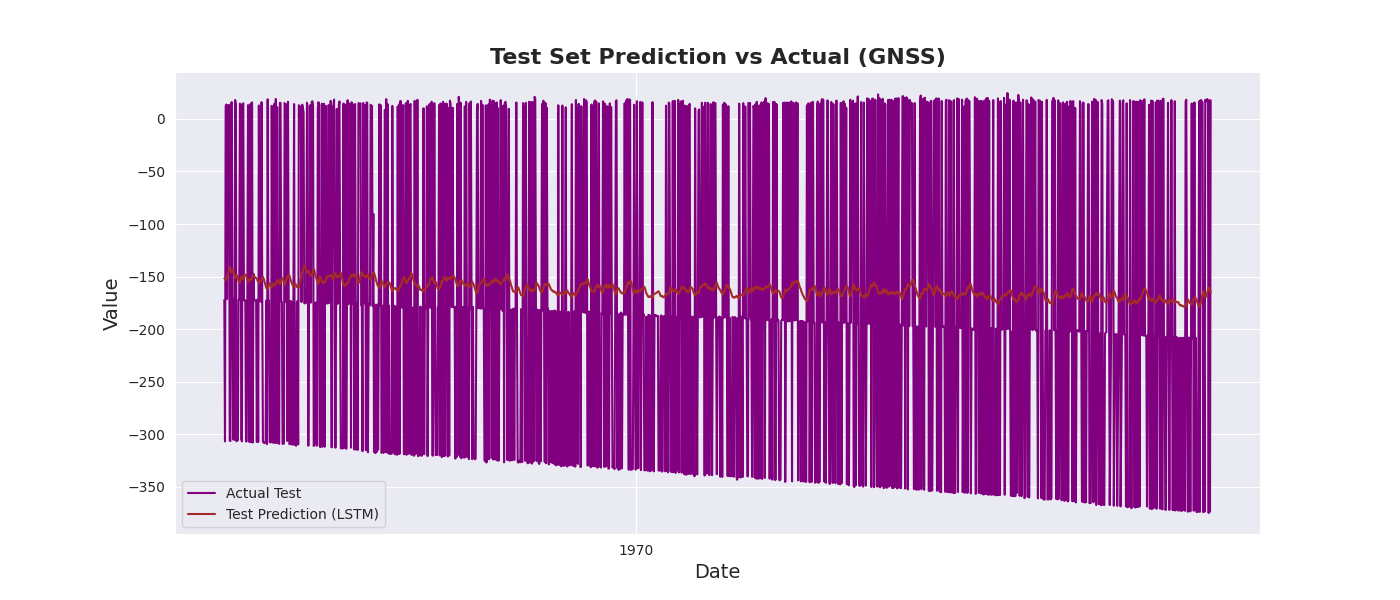 Test Set Prediction vs Actual (GNSS)
Value
0
−50
−100
−150
−200
−250
−300
−350
Actual Test
Test Prediction (LSTM)
1970
Date